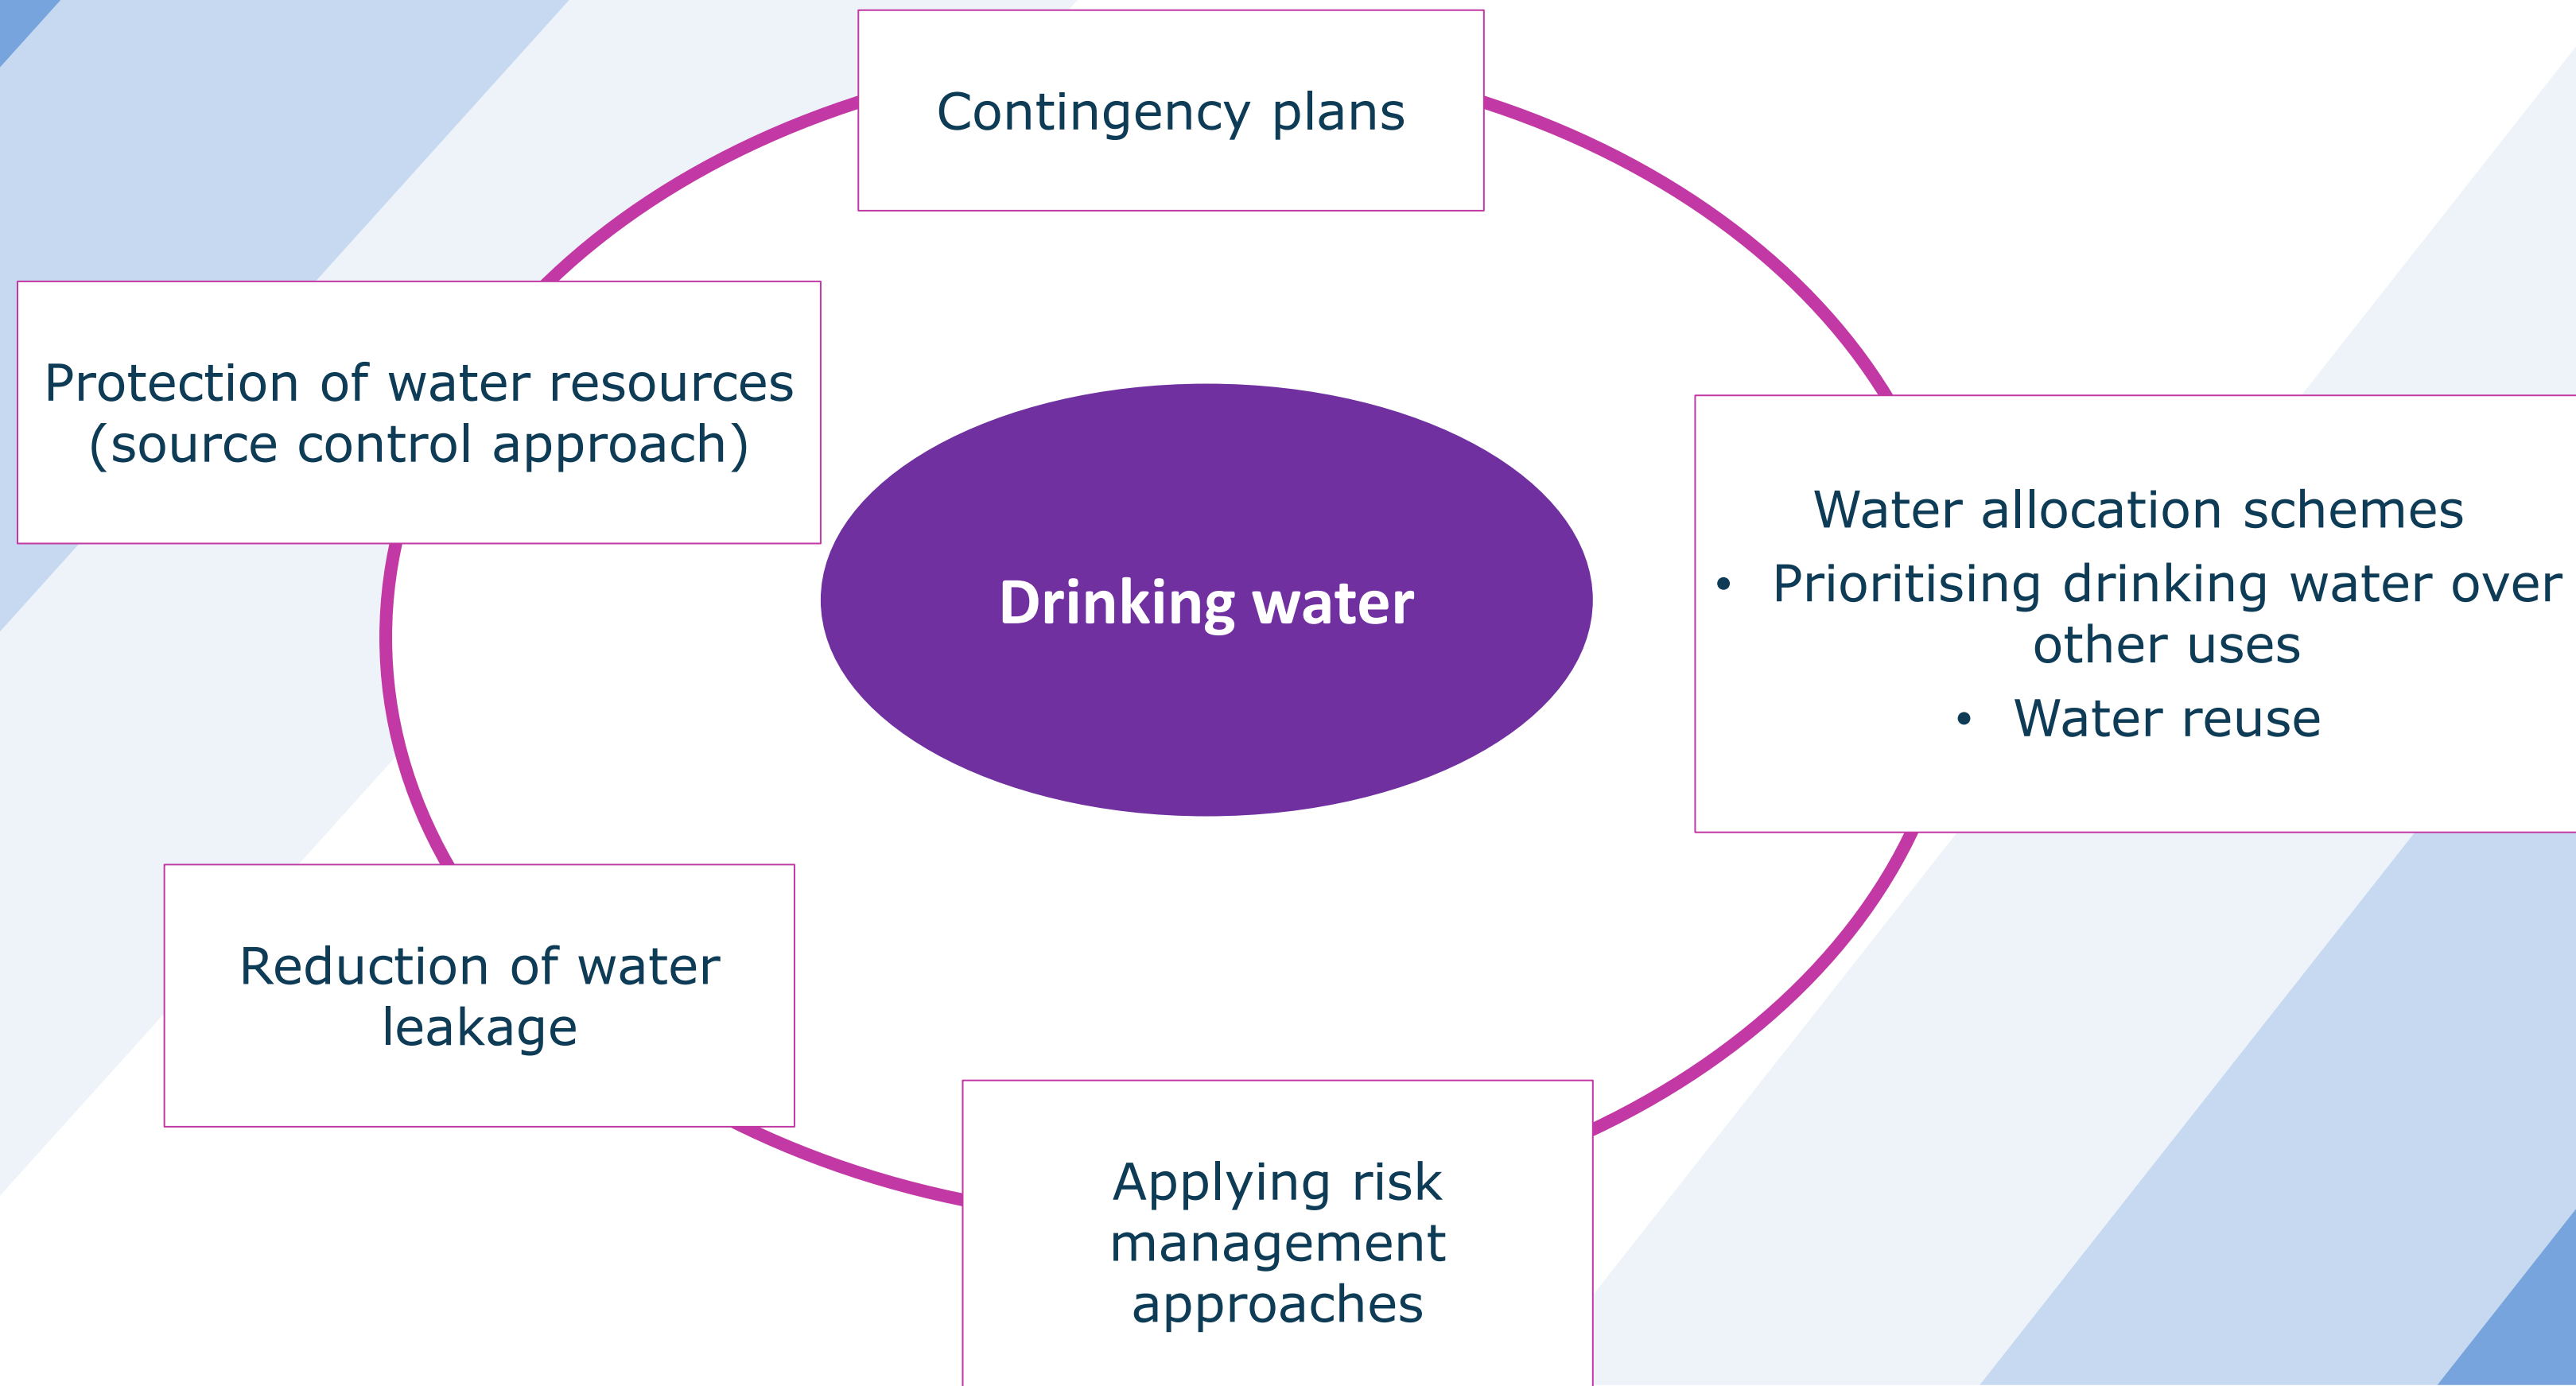 Contingency plans
Protection of water resources
(source control approach)
Drinking water
Water allocation schemes
• Prioritising drinking water over
other uses
• Water reuse
Reduction of water
leakage
Applying risk
management
approaches